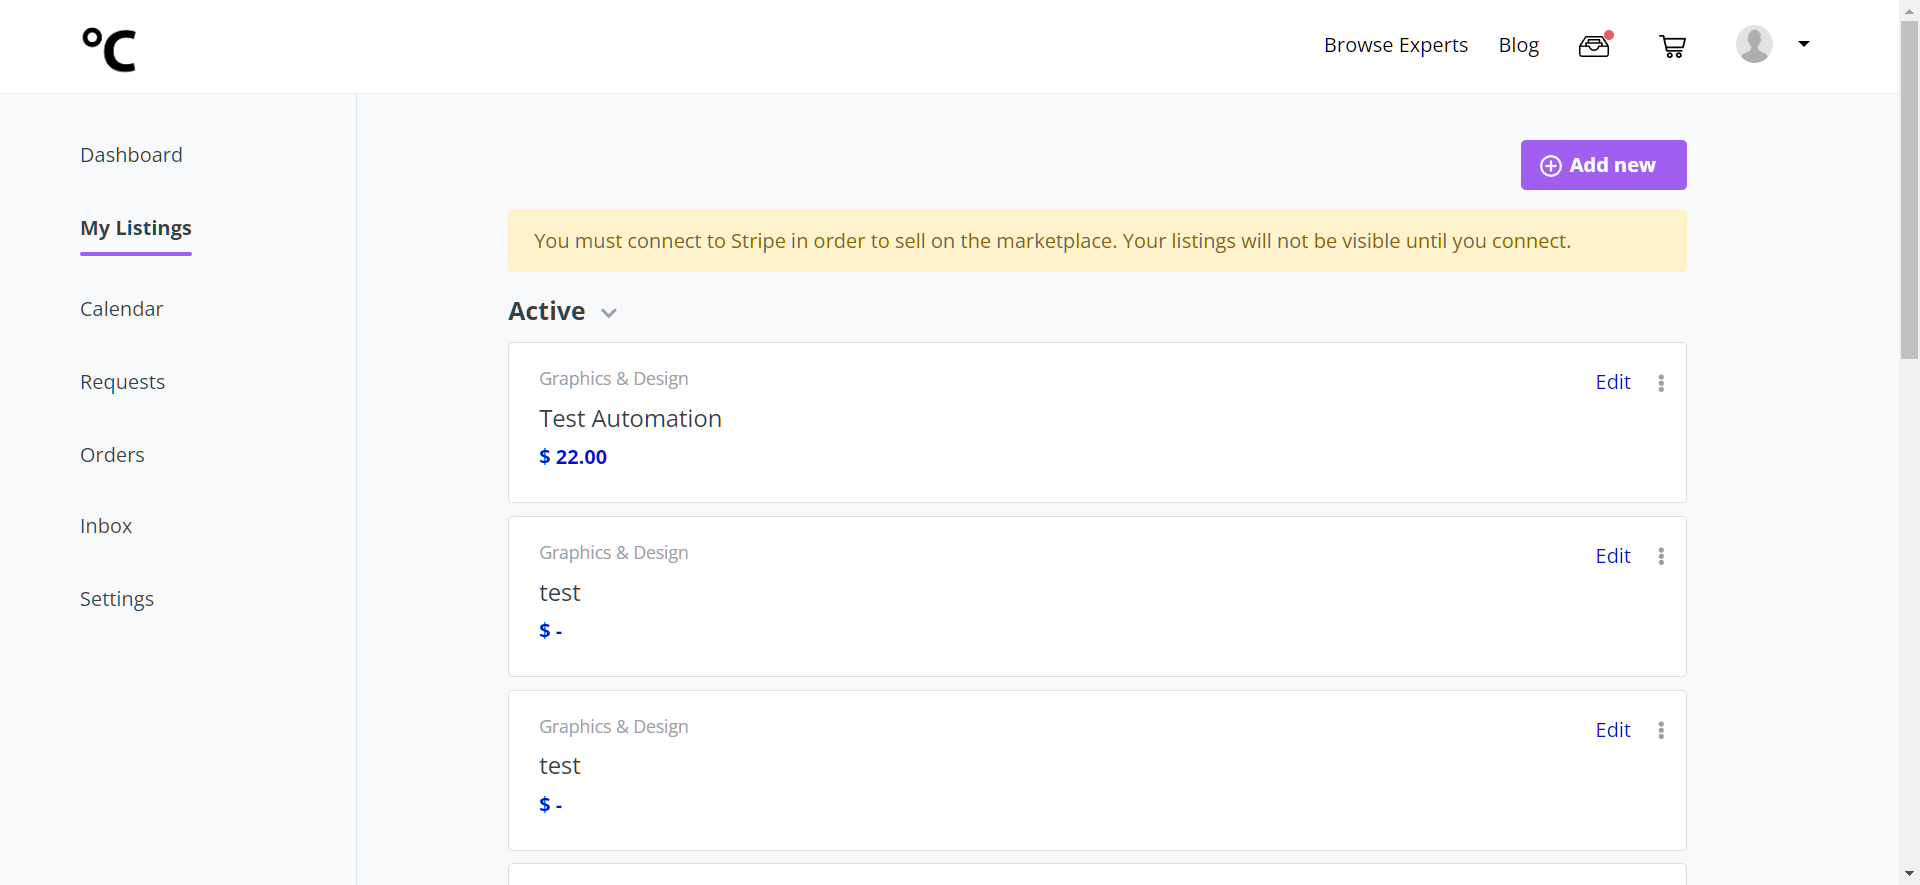 °C
Browse Experts
Blog
Dashboard
My Listings
Calendar
Requests
Orders
Inbox
Settings
Add new
You must connect to Stripe in order to sell on the marketplace. Your listings will not be visible until you connect.
Active
Graphics & Design
Edit
Test Automation
$ 22.00
Graphics & Design
Edit
test
$ -
Graphics & Design
Edit
test
$ -